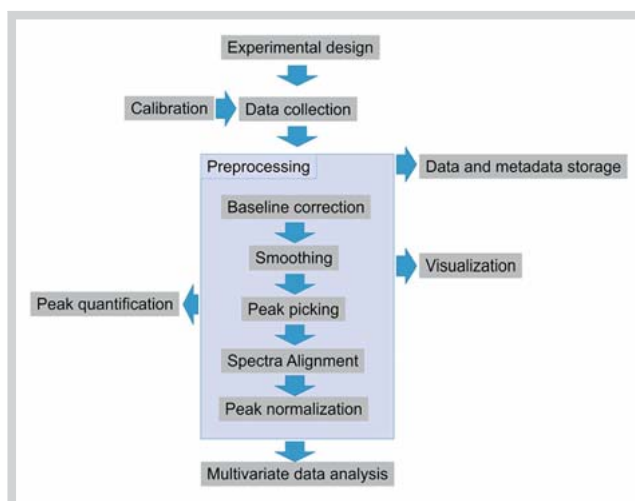 Experimental design
Calibration
Data collection
Preprocessing
Data and metadata storage
Baseline correction
Smoothing
Visualization
Peak quantification
Peak picking
Spectra Alignment
Peak normalization
Multivariate data analysis